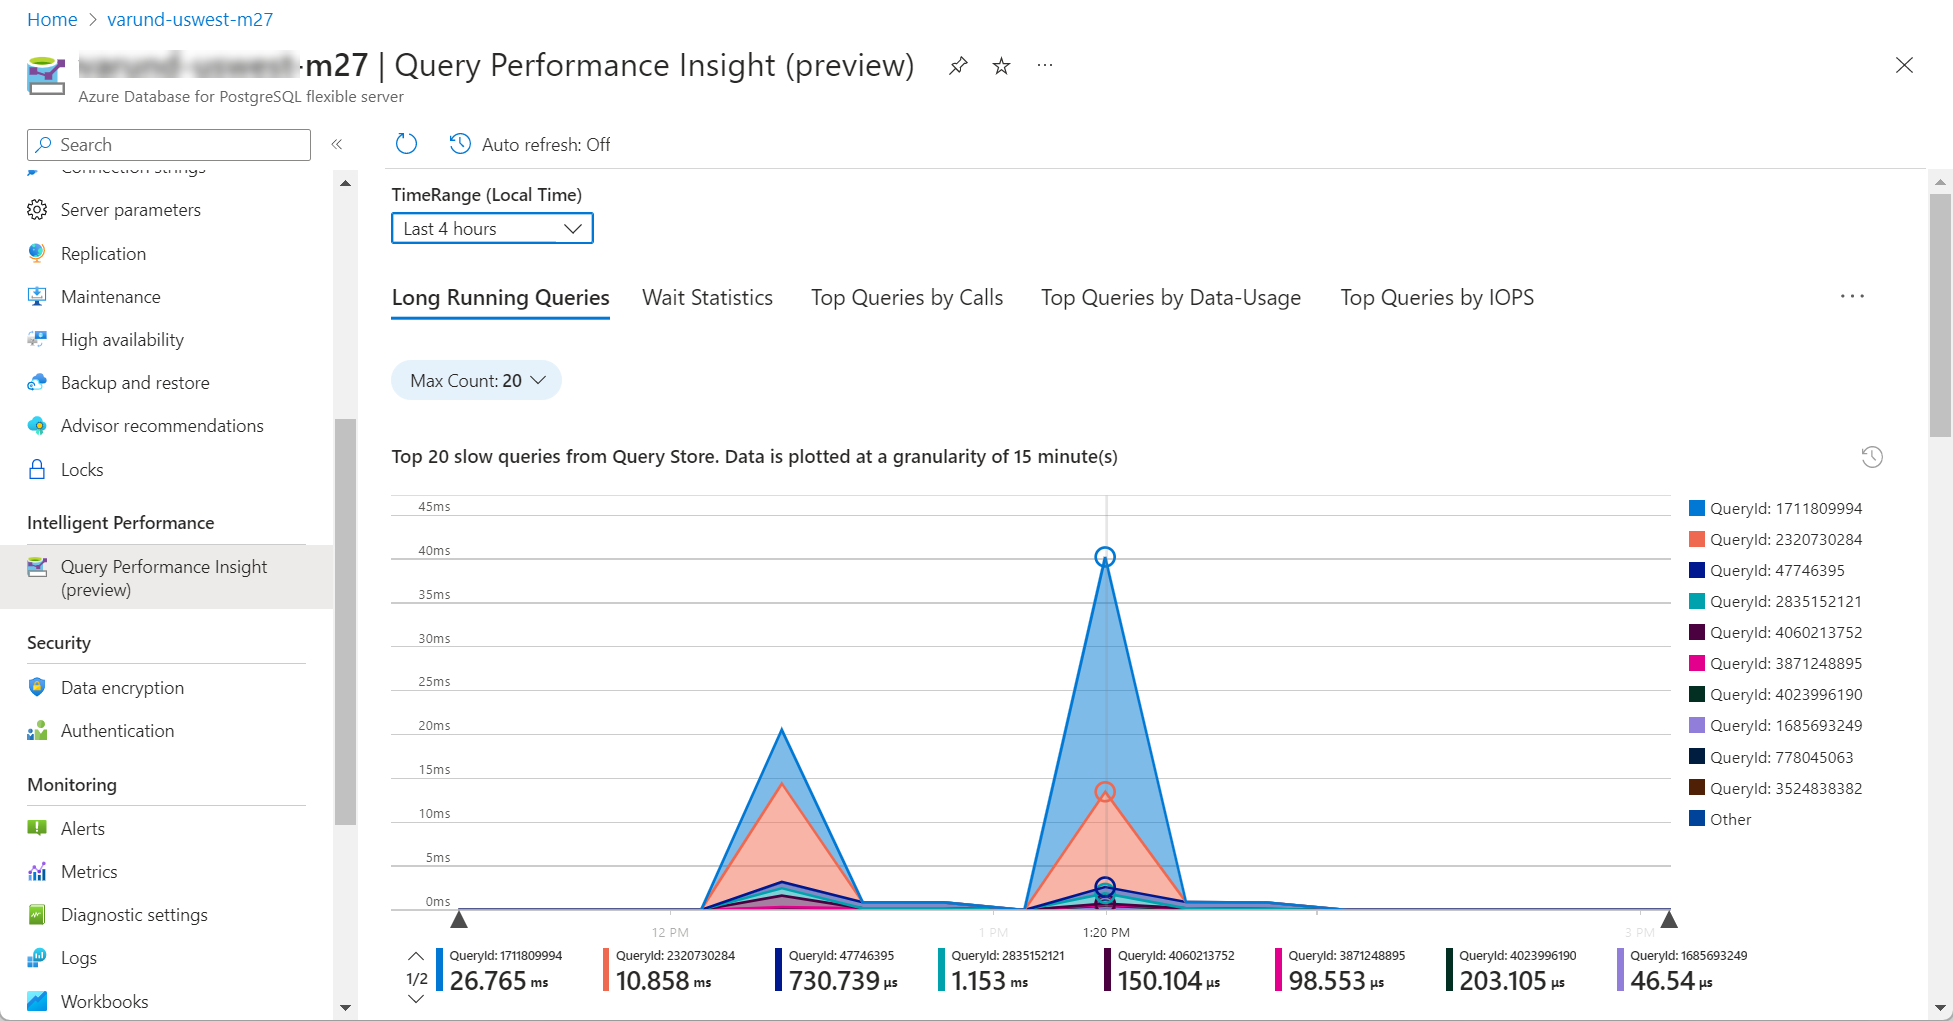 Home > varund-uswest-m27
-m27 | Query Performance Insight (preview)
Azure Database for PostgreSQL flexible server
Search
Auto refresh: Off
Connection strings
Server parameters
Replication
Maintenance
High availability
Backup and restore
Advisor recommendations
Locks
Intelligent Performance
Query Performance Insight
(preview)
Security
Data encryption
Authentication
Monitoring
Alerts
Metrics
Diagnostic settings
Logs
Workbooks
TimeRange (Local Time)
Last 4 hours
Long Running Queries Wait Statistics Top Queries by Calls Top Queries by Data-Usage Top Queries by IOPS
Max Count: 20
Top 20 slow queries from Query Store. Data is plotted at a granularity of 15 minute(s)
45ms
40ms
35ms
30ms
25ms
20ms
15ms
10ms
5ms
0ms
12 PM 1 PM 1:20 PM 3 PM
QueryId: 1711809994
QueryId: 2320730284
QueryId: 47746395
QueryId: 2835152121
QueryId: 4060213752
QueryId: 3871248895
QueryId: 4023996190
QueryId: 1685693249
QueryId: 778045063
QueryId: 3524838382
Other
1/2
QueryId: 1711809994
26.765 ms
QueryId: 2320730284
10.858 ms
QueryId: 47746395
730.739 µs
QueryId: 2835152121
1.153 ms
QueryId: 4060213752
150.104 µs
QueryId: 3871248895
98.553 µs
QueryId: 4023996190
203.105 µs
QueryId: 1685693249
46.54 µs